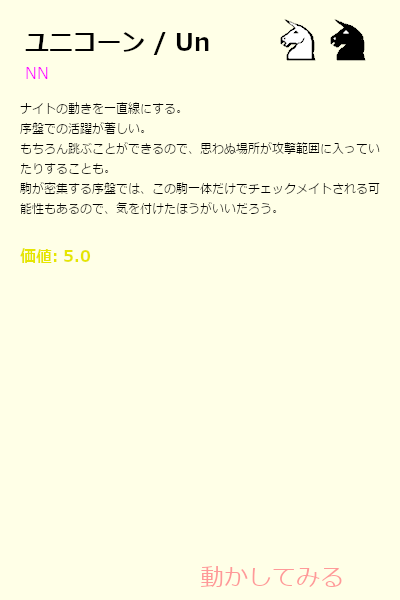 ユニコーン / Un
NN
ナイトの動きを一直線にする。
序盤での活躍が著しい。
もちろん跳ぶことができるので、思わぬ場所が攻撃範囲に入ってい
たりすることも。
駒が密集する序盤では、この駒一体だけでチェックメイトされる可
能性もあるので、気を付けたほうがいいだろう。
価値: 5.0
動かしてみる